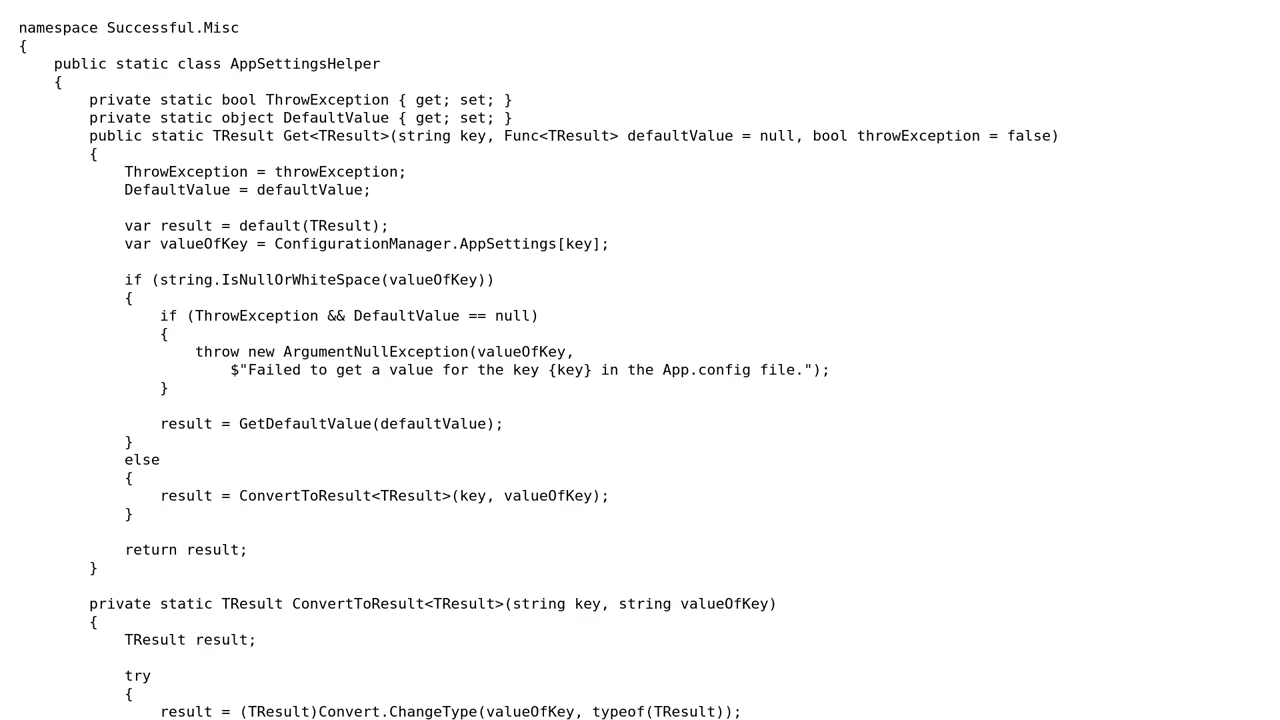 namespace Successful.Misc
{
    public static class AppSettingsHelper
    {
        private static bool ThrowException { get; set; }
        private static object DefaultValue { get; set; }
        public static TResult Get<TResult>(string key, Func<TResult> defaultValue = null, bool throwException = false)
        {
            ThrowException = throwException;
            DefaultValue = defaultValue;

            var result = default(TResult);
            var valueOfKey = ConfigurationManager.AppSettings[key];

            if (string.IsNullOrWhiteSpace(valueOfKey))
            {
                if (ThrowException && DefaultValue == null)
                {
                    throw new ArgumentNullException(valueOfKey,
                        $"Failed to get a value for the key {key} in the App.config file.");
                }

                result = GetDefaultValue(defaultValue);
            }
            else
            {
                result = ConvertToResult<TResult>(key, valueOfKey);
            }

            return result;
        }

        private static TResult ConvertToResult<TResult>(string key, string valueOfKey)
        {
            TResult result;

            try
            {
                result = (TResult)Convert.ChangeType(valueOfKey, typeof(TResult));